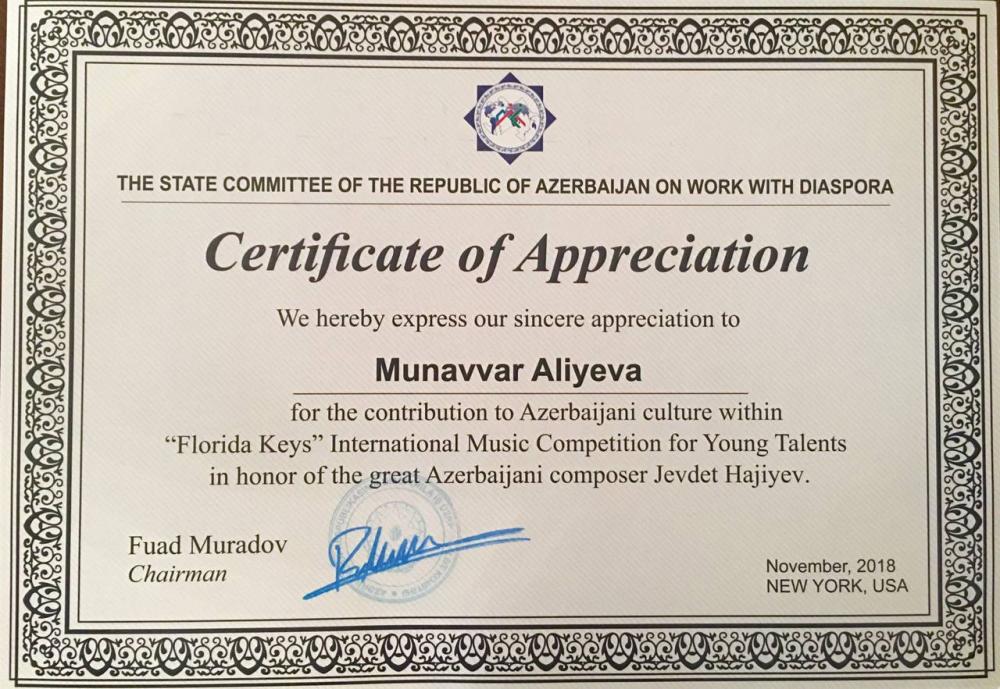 THE STATE COMMITTEE OF THE REPUBLIC OF AZERBAIJAN ON WORK WITH DIASPORA
Certificate of Appreciation
We hereby express our sincere appreciation to
Munavvar Aliyeva
for the contribution to Azerbaijani culture within
“Florida Keys” International Music Competition for Young Talents
in honor of the great Azerbaijani composer Jevdet Hajiyev.
Fuad Muradov
Chairman
November, 2018
NEW YORK, USA